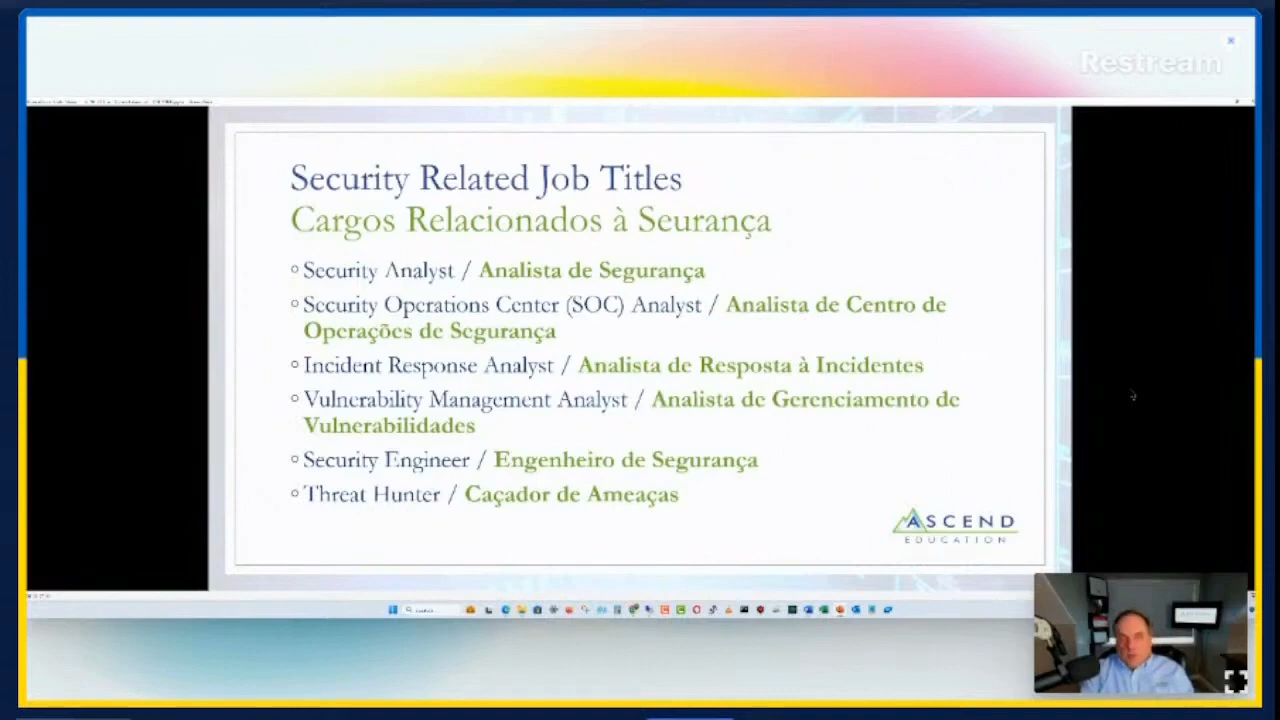 Restream
Security Related Job Titles
Cargos Relacionados à Seurança
Security Analyst / Analista de Segurança
Security Operations Center (SOC) Analyst / Analista de Centro de
Operações de Segurança
Incident Response Analyst / Analista de Resposta à Incidentes
Vulnerability Management Analyst / Analista de Gerenciamento de
Vulnerabilidades
Security Engineer / Engenheiro de Segurança
Threat Hunter / Caçador de Ameaças
ASCEND
EDUCATION